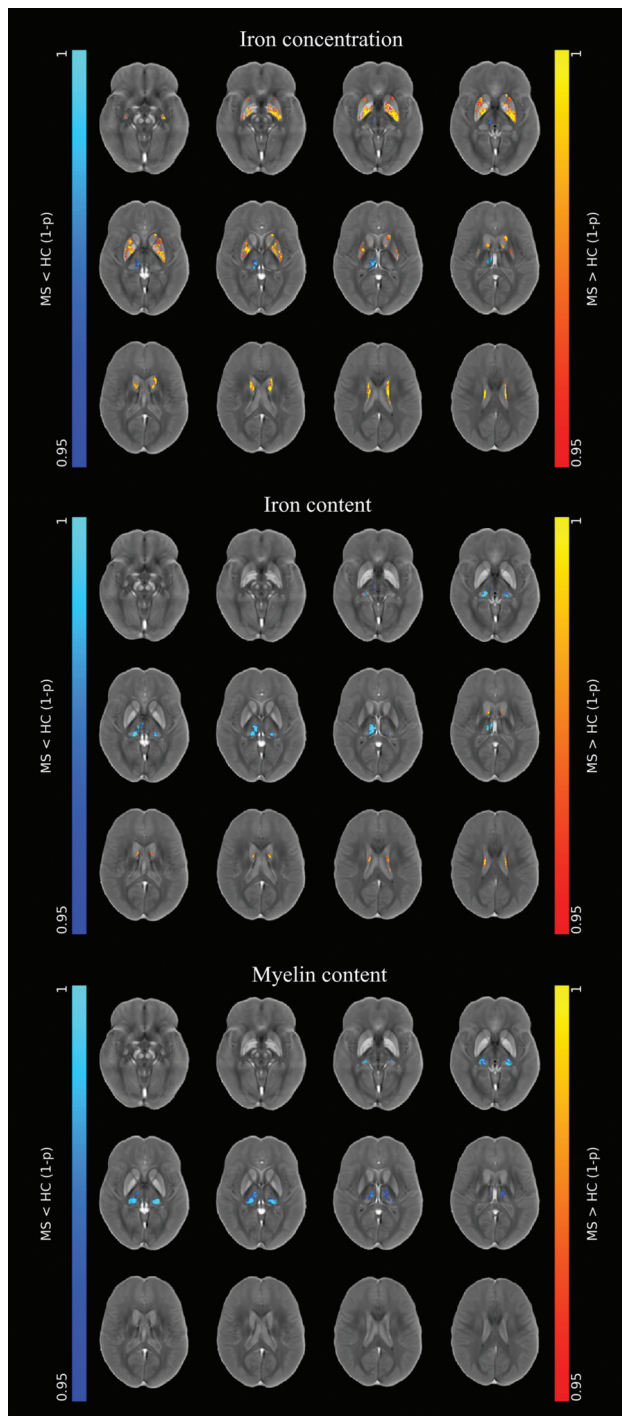 Iron concentration
1
MS < HC (1-p)
0.95
1
MS > HC (1-p)
0.95
Iron content
1
MS < HC (1-p)
0.95
1
MS > HC (1-p)
0.95
Myelin content
1
MS < HC (1-p)
0.95
1
MS > HC (1-p)
0.95